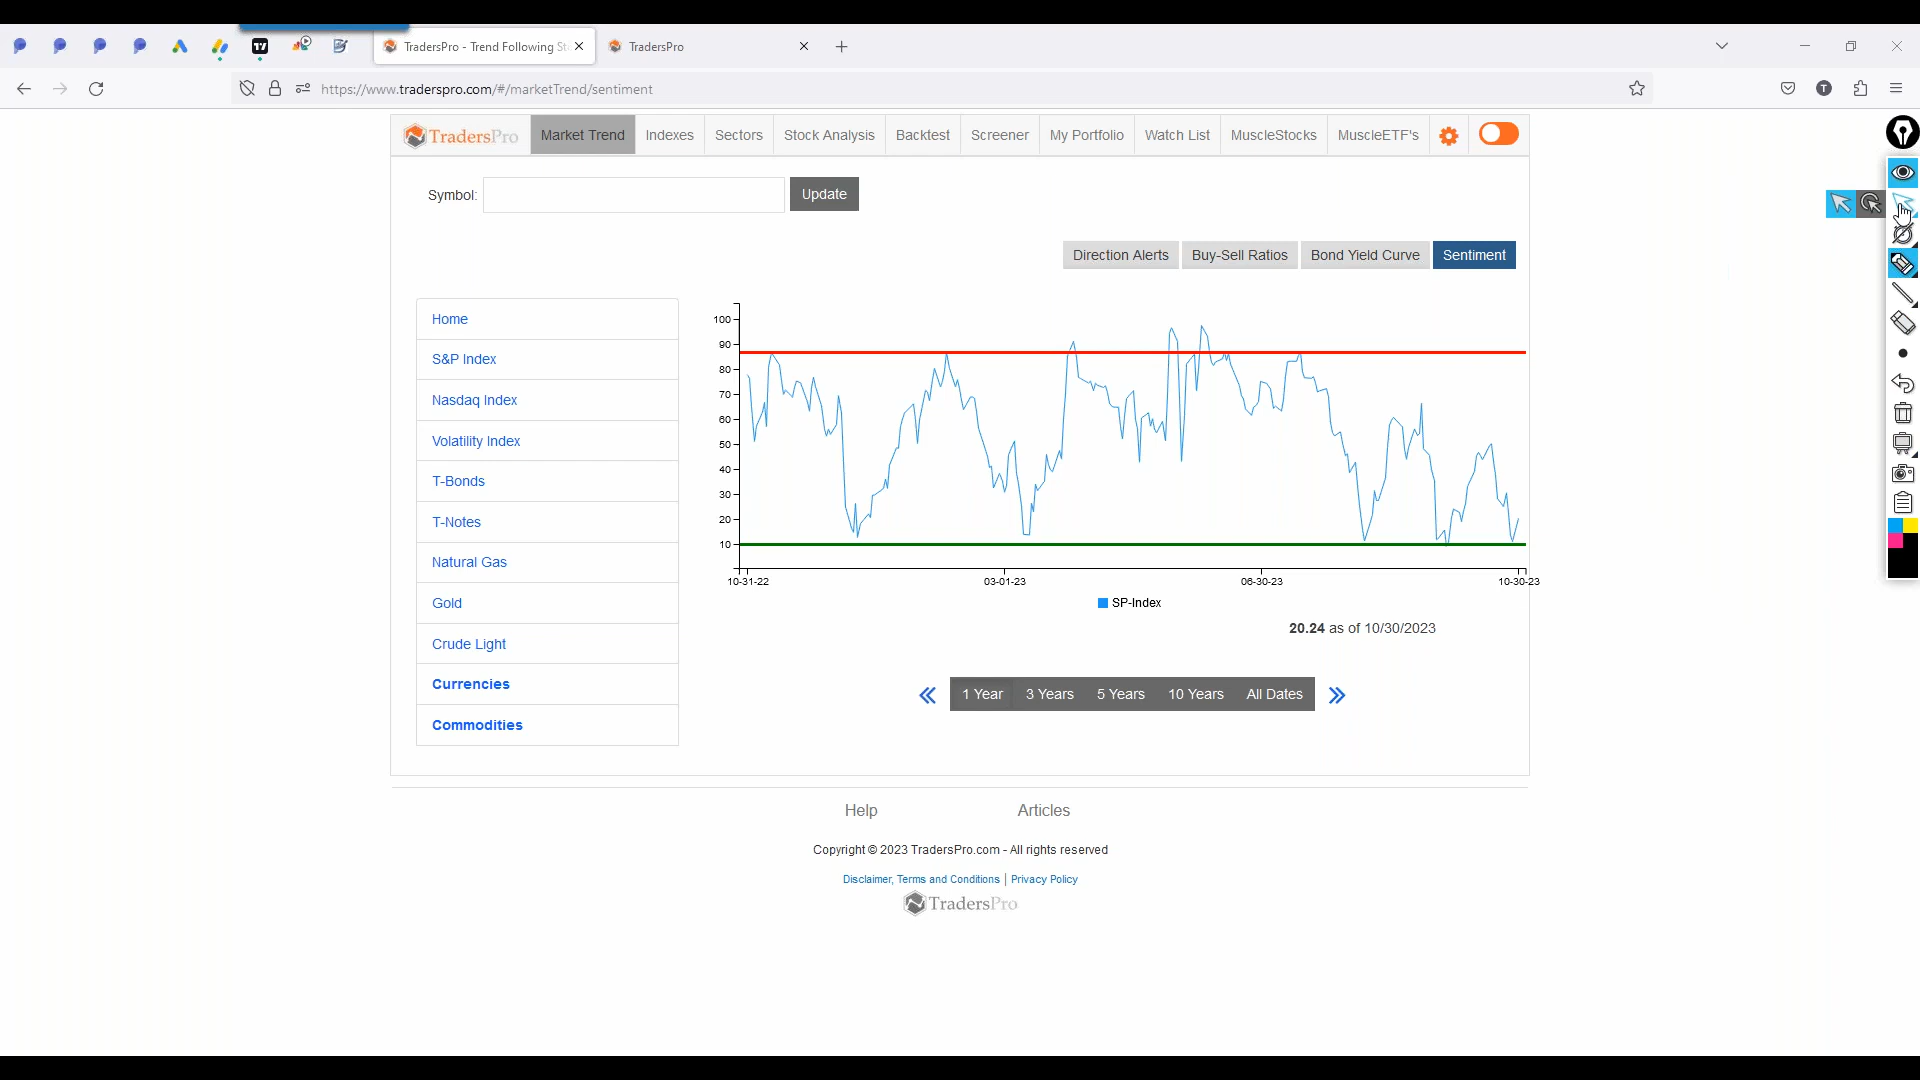 TradersPro - Trend Following St
TradersPro
https://www.traderspro.com/#/marketTrend/sentiment
T
TradersPro
Market Trend
Indexes
Sectors
Stock Analysis
Backtest
Screener
My Portfolio
Watch List
MuscleStocks
MuscleETF's
Symbol:
Update
Direction Alerts
Buy-Sell Ratios
Bond Yield Curve
Sentiment
Home
S&P Index
Nasdaq Index
Volatility Index
T-Bonds
T-Notes
Natural Gas
Gold
Crude Light
Currencies
Commodities
100
90
80
70
60
50
40
30
20
10
10-31-22
03-01-23
06-30-23
10-30-23
SP-Index
20.24 as of 10/30/2023
1 Year
3 Years
5 Years
10 Years
All Dates
Help
Articles
Copyright © 2023 TradersPro.com - All rights reserved
Disclaimer, Terms and Conditions | Privacy Policy
TradersPro